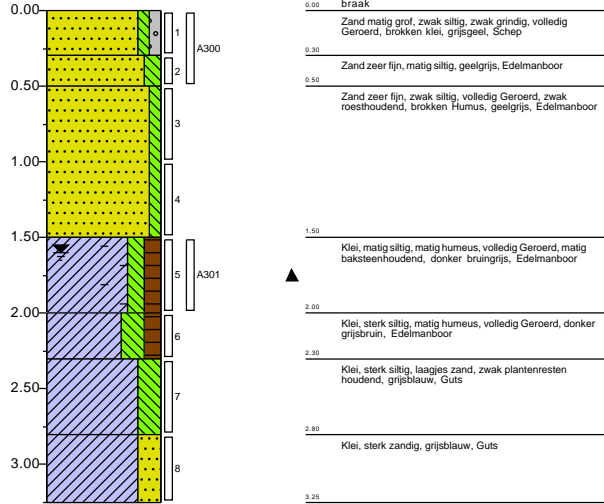 0.00
0.50
1.00
1.50
2.00
2.50
3.00
1
2
3
4
5
6
7
8
A300
A301
0.00
braak
Zand matig grof, zwak siltig, zwak grindig, volledig
Geroerd, brokken klei, grijsgeel, Schep
0.30
Zand zeer fijn, matig siltig, geelgrijs, Edelmanboor
0.50
Zand zeer fijn, zwak siltig, volledig Geroerd, zwak
roesthoudend, brokken Humus, geelgrijs, Edelmanboor
1.50
Klei, matig siltig, matig humeus, volledig Geroerd, matig
baksteenhoudend, donker bruingrijs, Edelmanboor
2.00
Klei, sterk siltig, matig humeus, volledig Geroerd, donker
grijsbruin, Edelmanboor
2.30
Klei, sterk siltig, laagjes zand, zwak plantenresten
houdend, grijsblauw, Guts
2.80
Klei, sterk zandig, grijsblauw, Guts
3.25